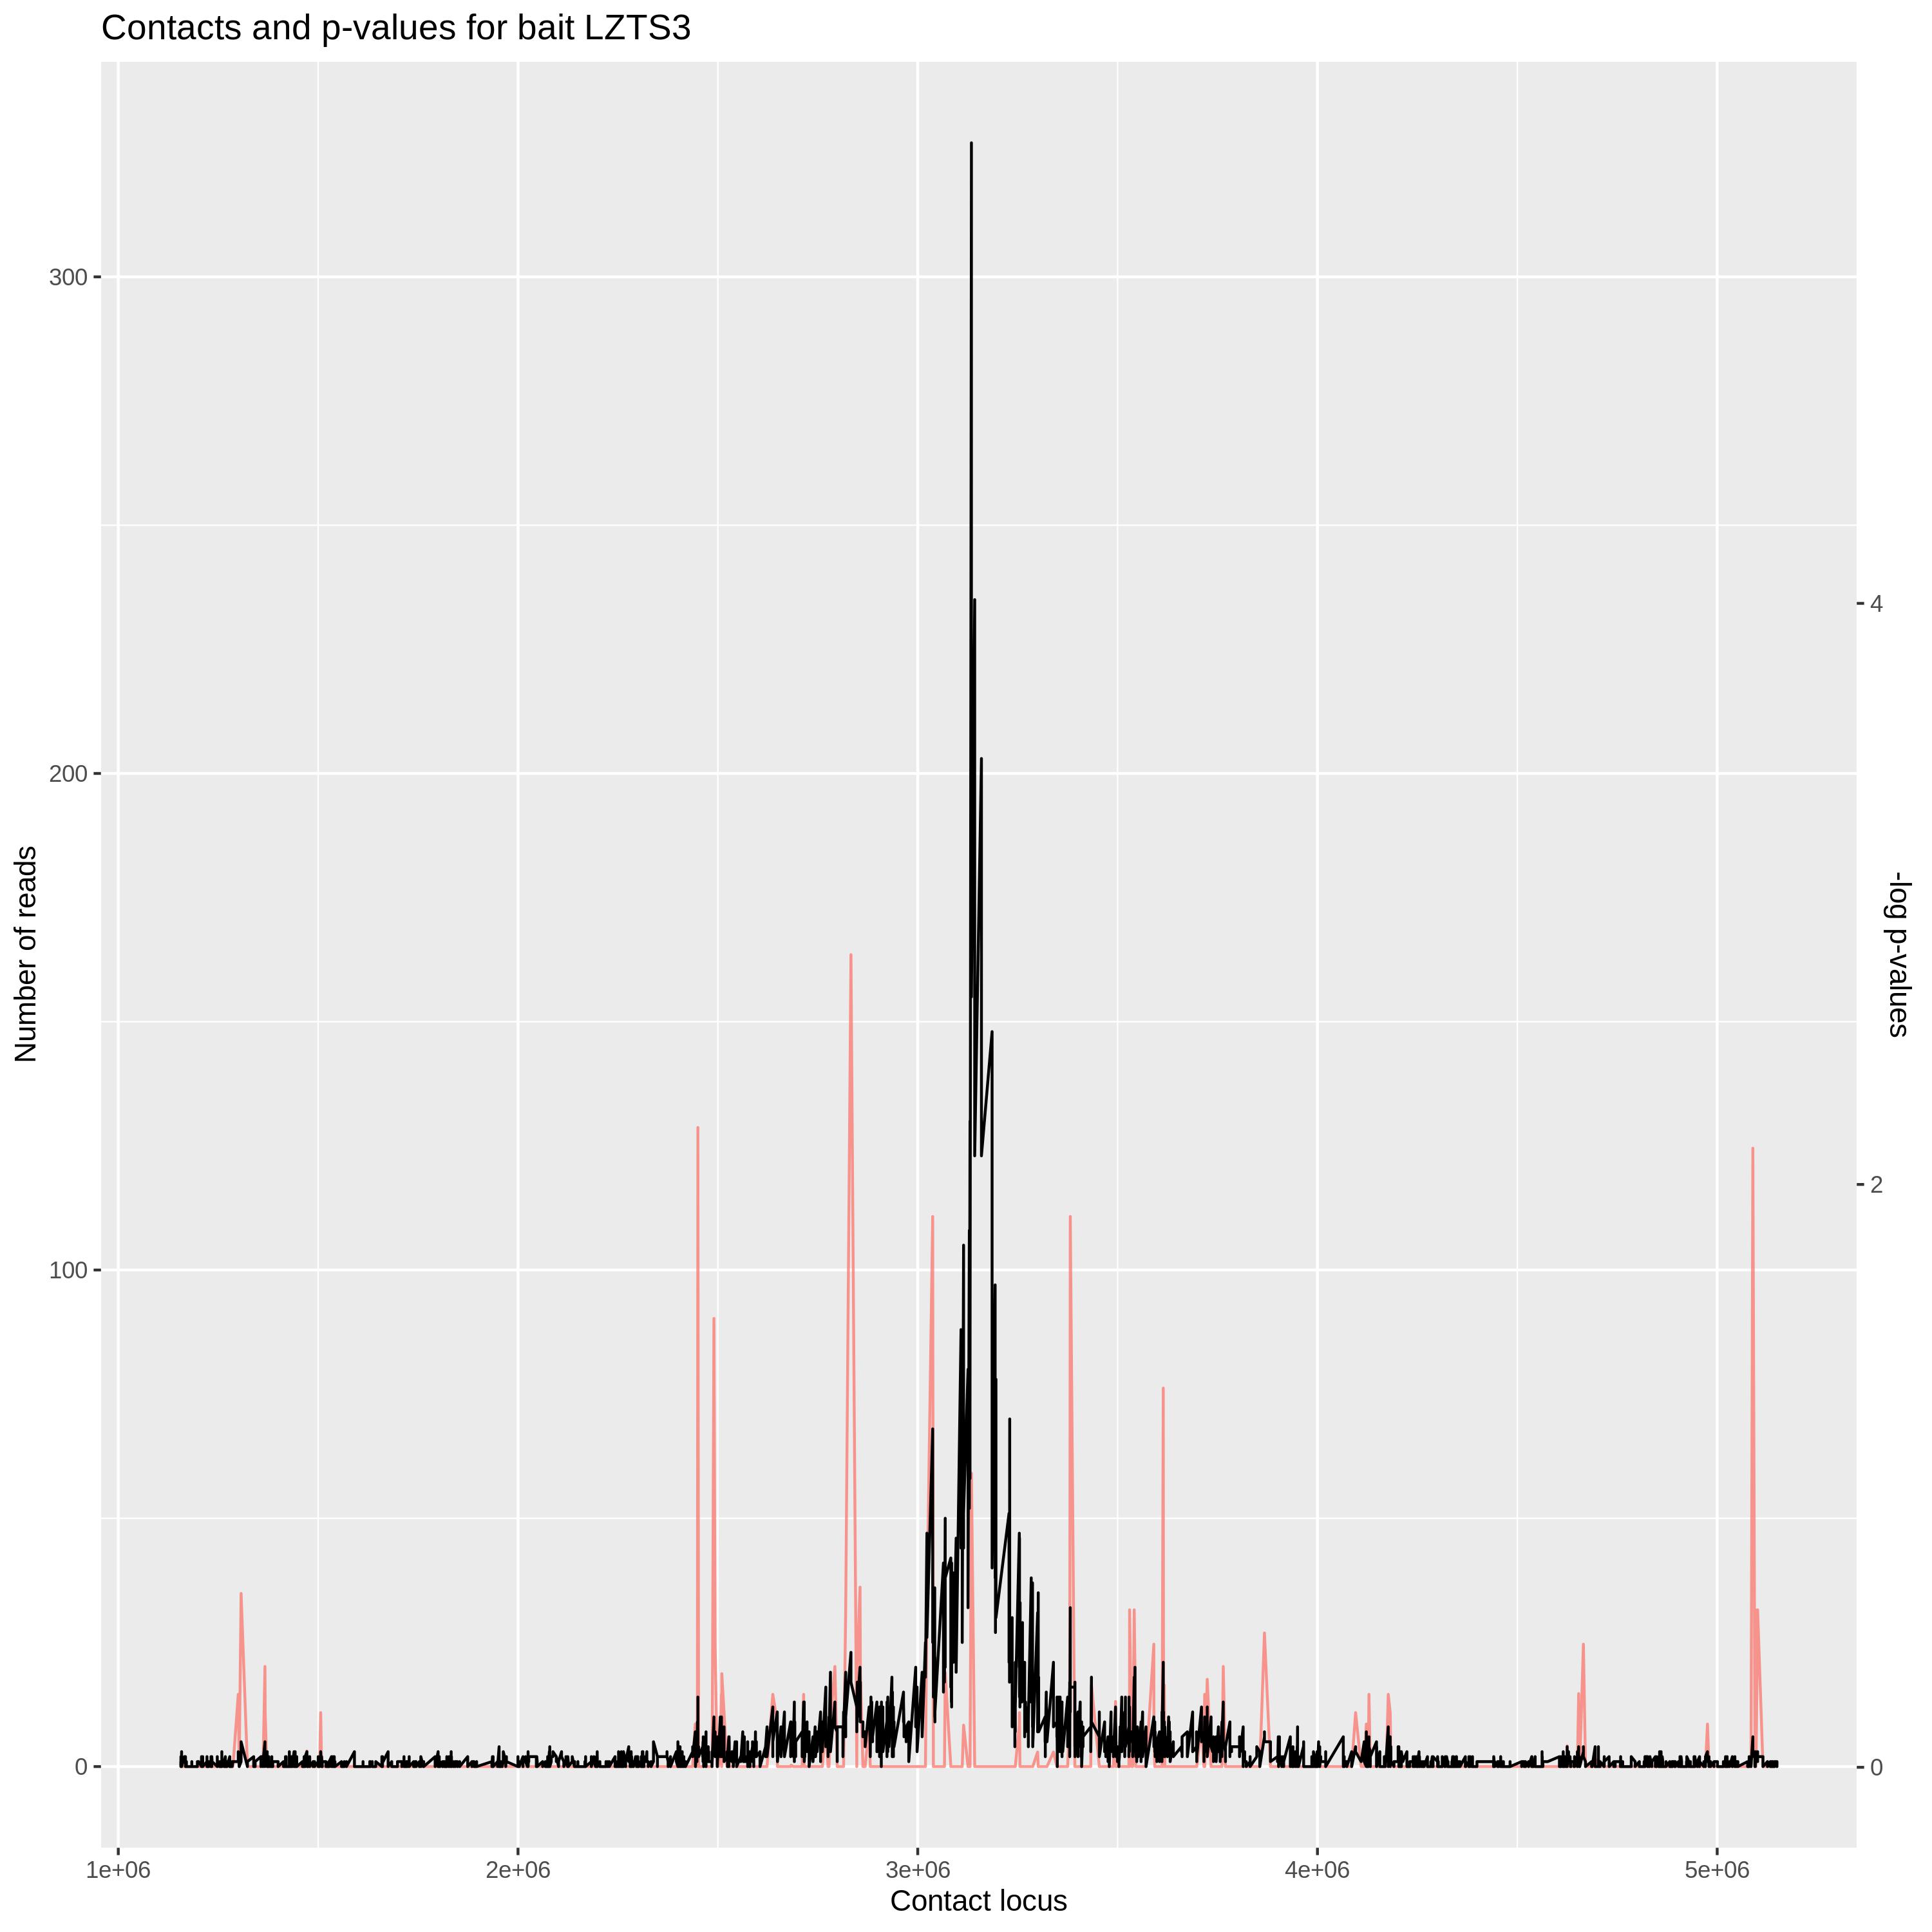 Contacts and p-values for bait LZTS3
300
200
100
0
Number of reads
4
2
0
-log p-values
1e+06
2e+06
3e+06
4e+06
5e+06
Contact locus